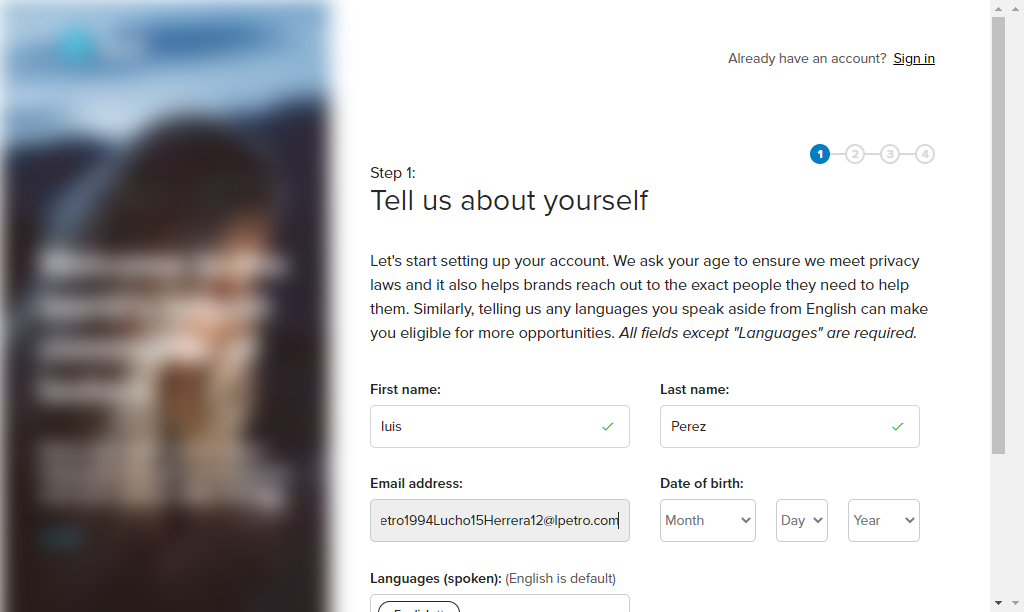 Already have an account? Sign in
1 2 3 4
Step 1:
Tell us about yourself
Let's start setting up your account. We ask your age to ensure we meet privacy
laws and it also helps brands reach out to the exact people they need to help
them. Similarly, telling us any languages you speak aside from English can make
you eligible for more opportunities. All fields except "Languages" are required.
First name: Last name:
luis Perez
Email address: Date of birth:
etro1994Lucho15Herrera12@lpetro.com Month Day Year
Languages (spoken): (English is default)